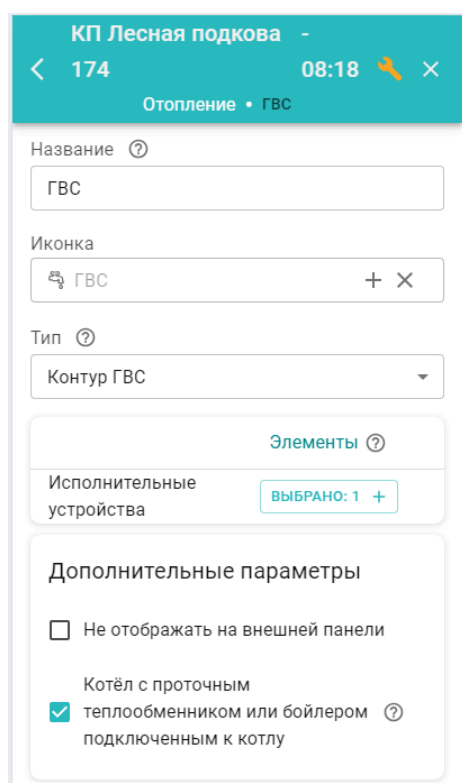 КП Лесная подкова -
174 08:18
Отопление • ГВС
Название ?
ГВС
Иконка
ГВС + ×
Тип ?
Контур ГВС
Элементы ?
Исполнительные
устройства
ВЫБРАНО: 1 +
Дополнительные параметры
Не отображать на внешней панели
Котёл с проточным
теплообменником или бойлером ?
подключенным к котлу